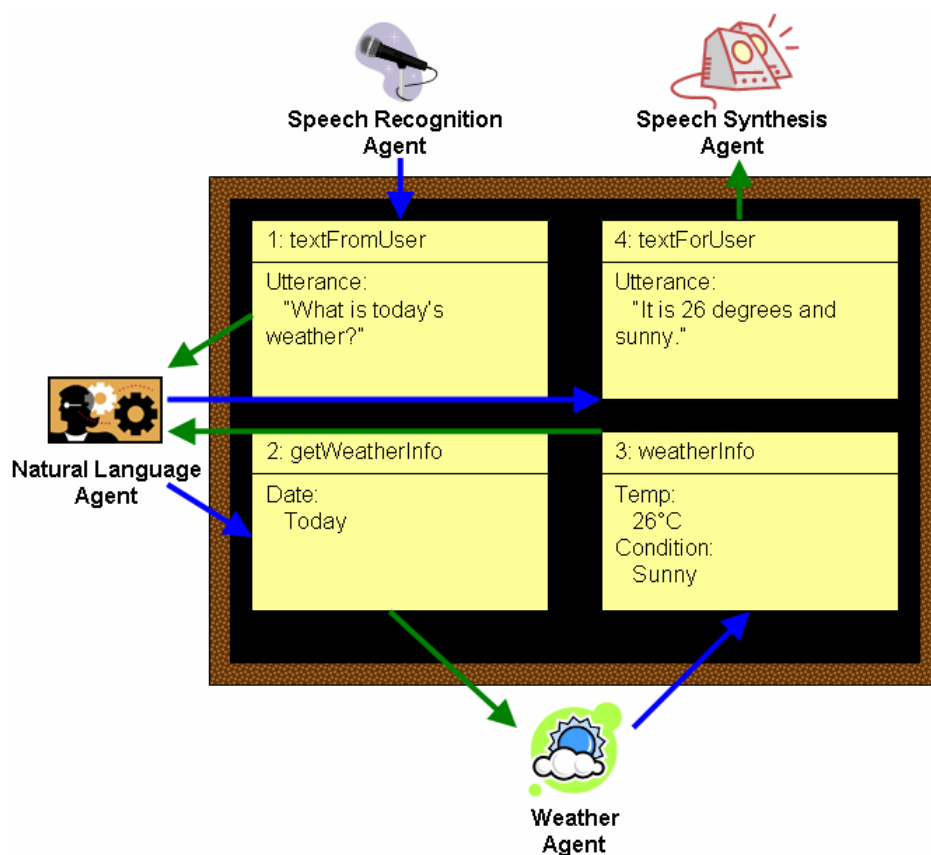 Speech Recognition
Agent
Speech Synthesis
Agent
1: textFromUser
Utterance:
"What is today's
weather?"
4: textForUser
Utterance:
"It is 26 degrees and
sunny."
Natural Language
Agent
2: getWeatherInfo
Date:
Today
3: weatherInfo
Temp:
26°C
Condition:
Sunny
Weather
Agent